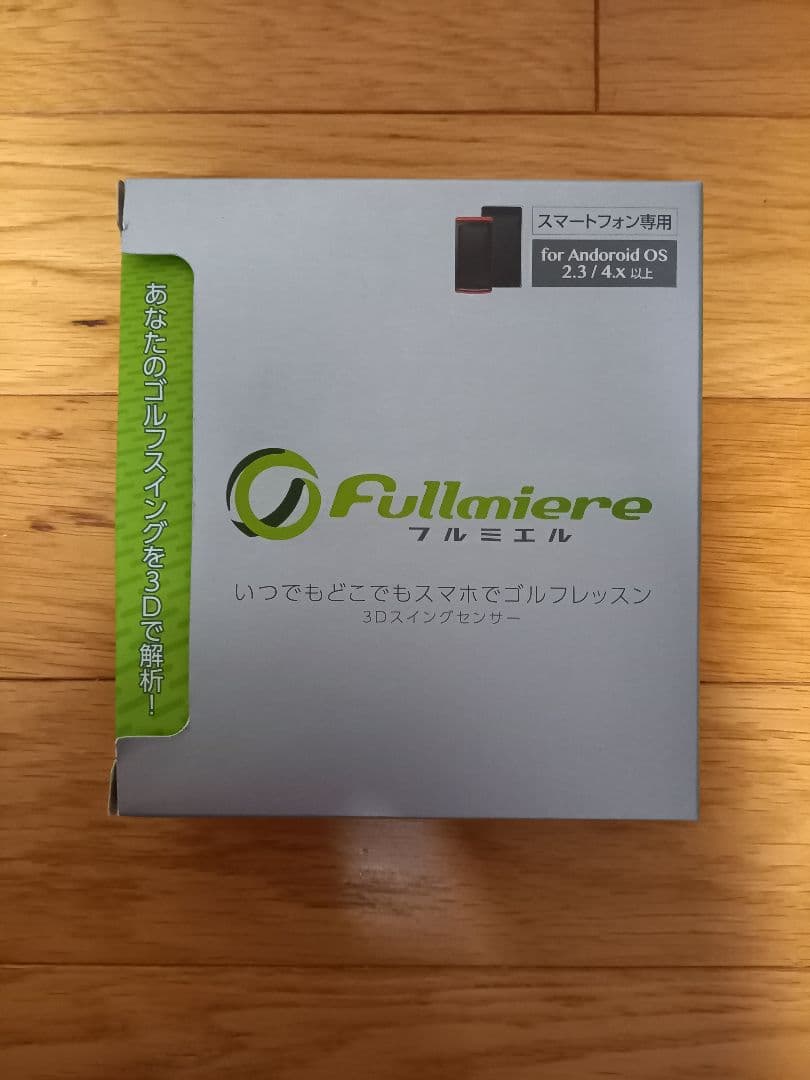 スマートフォン専用
for Andoroid OS
2.3 / 4.x 以上
あなたのゴルフスイングを3Dで解析！
Fullmiere
フルミエル
いつでもどこでもスマホでゴルフレッスン
3Dスイングセンサー